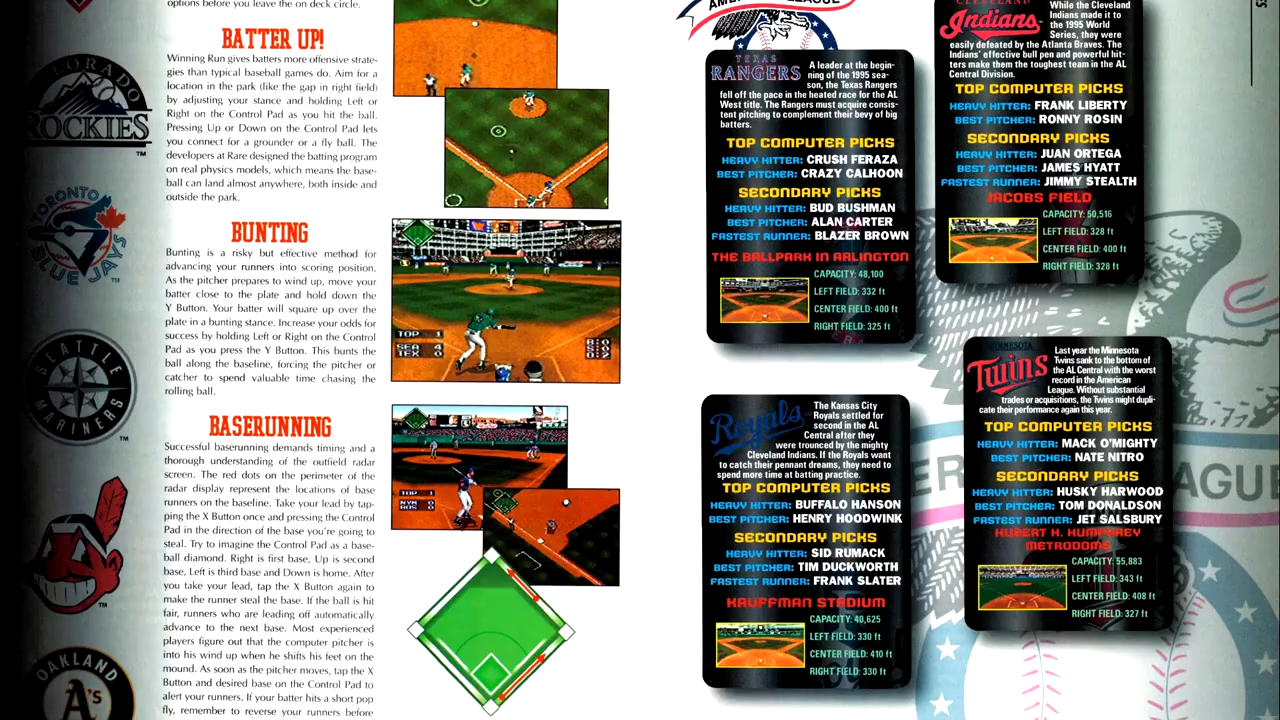 options before you leave the on deck circle.
BATTER UP!
Winning Run gives batters more offensive strate-
gies than typical baseball games do. Aim for a
location in the park (like the gap in right field)
by adjusting your stance and holding Left or
Right on the Control Pad as you hit the ball.
Pressing Up or Down on the Control Pad lets
you connect for a grounder or a fly ball. The
developers at Rare designed the batting program
on real physics models, which means the base-
ball can land almost anywhere, both inside and
outside the park.
BUNTING
Bunting is a risky but effective method for
advancing your runners into scoring position.
As the pitcher prepares to wind up, move your
batter close to the plate and hold down the
Y Button. Your batter will square up over the
plate in a bunting stance. Increase your odds for
success by holding Left or Right on the Control
Pad as you press the Y Button. This bunts the
ball along the baseline, forcing the pitcher or
catcher to spend valuable time chasing the
rolling ball.
BASERUNNING
Successful baserunning demands timing and a
thorough understanding of the outfield radar
screen. The red dots on the perimeter of the
radar display represent the locations of base
runners on the baseline. Take your lead by tap-
ping the X Button once and pressing the Control
Pad in the direction of the base you're going to
steal. Try to imagine the Control Pad as a base-
ball diamond. Right is first base, Up is second
base, Left is third base and Down is home. After
you take your lead, tap the X Button again to
make the runner steal the base. If the ball is hit
fair, runners who are leading off automatically
advance to the next base. Most experienced
players figure out that the computer pitcher is
into his wind up when he shifts his feet on the
mound. As soon as the pitcher moves, tap the X
Button and desired base on the Control Pad to
alert your runners. If your batter hits a short pop
fly, remember to reverse your runners before
COLORADO
ROCKIES
TM
TORONTO
BLUE JAYS
TM
SEATTLE
MARINERS
TM
TM
OAKLAND
A's
TOP 1
SEA 4
TEX 0
B:0
S:0
O:2
TOP 1
NYM 0
HOS 0
TEXAS
RANGERS
A leader at the begin-
ning of the 1995 sea-
son, the Texas Rangers
fell off the pace in the heated race for the AL
West title. The Rangers must acquire consis-
tent pitching to complement their bevy of big
batters.
TOP COMPUTER PICKS
HEAVY HITTER: CRUSH FERAZA
BEST PITCHER: CRAZY CALHOON
SECONDARY PICKS
HEAVY HITTER: BUD BUSHMAN
BEST PITCHER: ALAN CARTER
FASTEST RUNNER: BLAZER BROWN
THE BALLPARK IN ARLINGTON
CAPACITY: 48,100
LEFT FIELD: 332 ft
CENTER FIELD: 400 ft
RIGHT FIELD: 325 ft
CLEVELAND
Indians
While the Cleveland
Indians made it to
the 1995 World
Series, they were
easily defeated by the Atlanta Braves. The
Indians' effective bull pen and powerful hit-
ters make them the toughest team in the AL
Central Division.
TOP COMPUTER PICKS
HEAVY HITTER: FRANK LIBERTY
BEST PITCHER: RONNY ROSIN
SECONDARY PICKS
HEAVY HITTER: JUAN ORTEGA
BEST PITCHER: JAMES HYATT
FASTEST RUNNER: JIMMY STEALTH
JACOBS FIELD
CAPACITY: 50,516
LEFT FIELD: 328 ft
CENTER FIELD: 400 ft
RIGHT FIELD: 328 ft
Royals
The Kansas City
Royals settled for
second in the AL
Central after they
were trounced by the mighty
Cleveland Indians. If the Royals want
to catch their pennant dreams, they need to
spend more time at batting practice.
TOP COMPUTER PICKS
HEAVY HITTER: BUFFALO HANSON
BEST PITCHER: HENRY HOODWINK
SECONDARY PICKS
HEAVY HITTER: SID RUMACK
BEST PITCHER: TIM DUCKWORTH
FASTEST RUNNER: FRANK SLATER
KAUFFMAN STADIUM
CAPACITY: 40,625
LEFT FIELD: 330 ft
CENTER FIELD: 410 ft
RIGHT FIELD: 330 ft
MINNESOTA
Twins
Last year the Minnesota
Twins sank to the bottom of
the AL Central with the worst
record in the American
League. Without substantial
trades or acquisitions, the Twins might dupli-
cate their performance again this year.
TOP COMPUTER PICKS
HEAVY HITTER: MACK O'MIGHTY
BEST PITCHER: NATE NITRO
SECONDARY PICKS
HEAVY HITTER: HUSKY HARWOOD
BEST PITCHER: TOM DONALDSON
FASTEST RUNNER: JET SALSBURY
HUBERT H. HUMPHREY
METRODOME
CAPACITY: 55,883
LEFT FIELD: 343 ft
CENTER FIELD: 408 ft
RIGHT FIELD: 327 ft